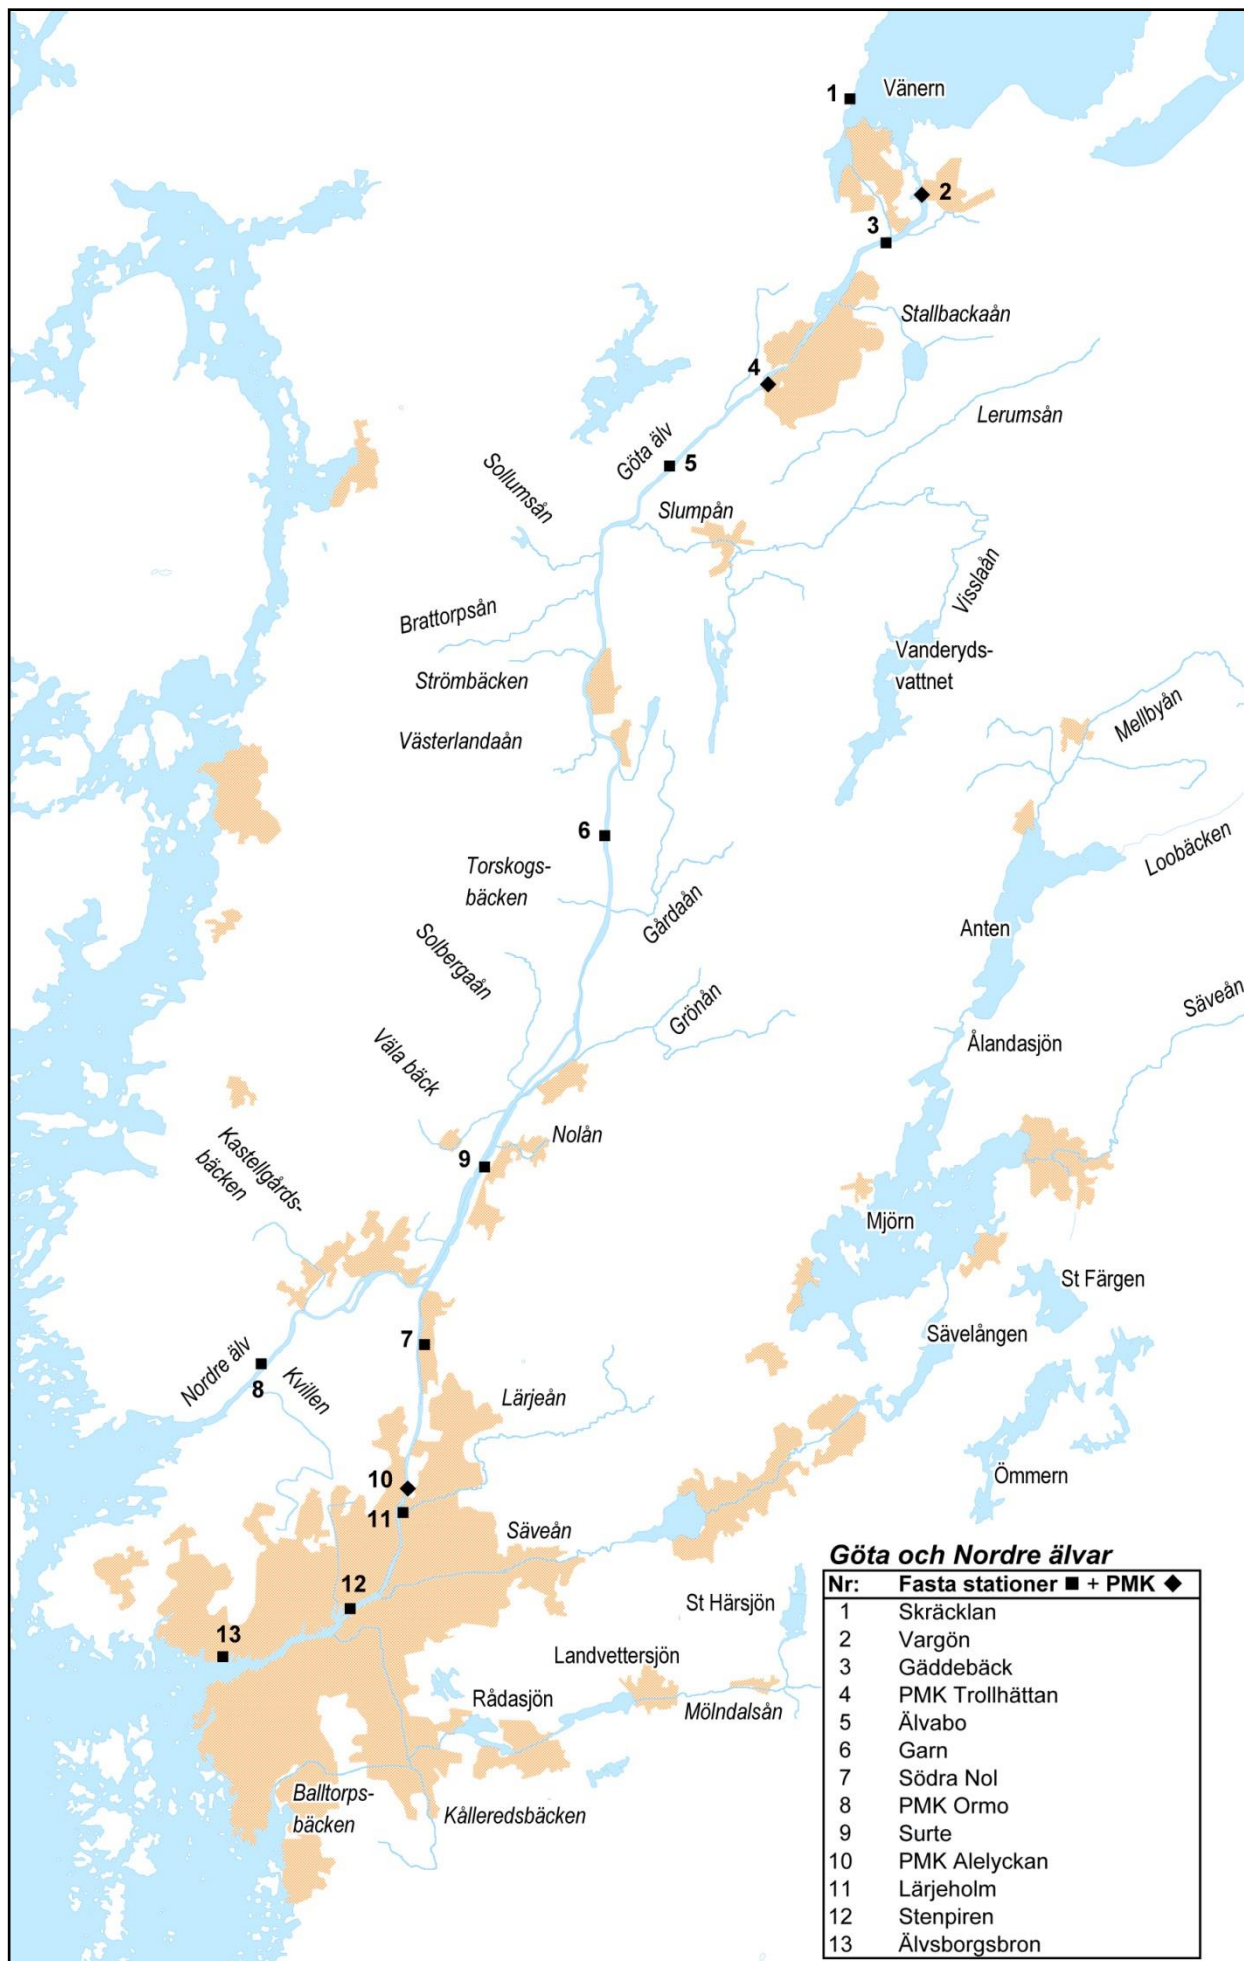 Vänern
1
2
3
Stallbackaån
4
Lerumsån
Göta älv
5
Sollumsån
Slumpån
Visslaån
Brattorpsån
Vanderyds-
vattnet
Strömbäcken
Mellbyån
Västerlandaån
6
Loobäcken
Torskogs-
bäcken
Gårdaån
Anten
Solbergaån
Säveån
Grönån
Ålandasjön
Väla bäck
Nolån
Kastellgårds-
bäcken
9
Mjörn
St Färgen
Sävelången
7
Nordre älv
8
Kvillen
Lärjeån
Ömmern
10
11
Säveån
12
St Härsjön
13
Landvettersjön
Rådasjön
Mölndalsån
Balltorps-
bäcken
Kålleredsbäcken
Göta och Nordre älvar
Nr: Fasta stationer ■ + PMK ◆
1 Skräcklan
2 Vargön
3 Gäddebäck
4 PMK Trollhättan
5 Älvabo
6 Garn
7 Södra Nol
8 PMK Ormo
9 Surte
10 PMK Alelyckan
11 Lärjeholm
12 Stenpiren
13 Älvsborgsbron